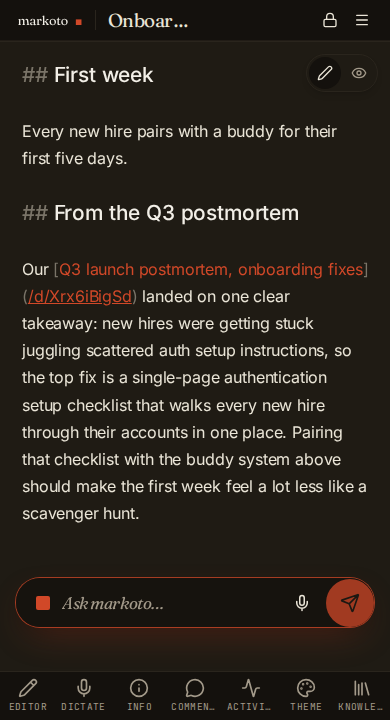 markoto
Onboar...
## First week
Every new hire pairs with a buddy for their
first five days.
## From the Q3 postmortem
Our [Q3 launch postmortem, onboarding fixes]
(/d/Xrx6iBigSd) landed on one clear
takeaway: new hires were getting stuck
juggling scattered auth setup instructions, so
the top fix is a single-page authentication
setup checklist that walks every new hire
through their accounts in one place. Pairing
that checklist with the buddy system above
should make the first week feel a lot less like a
scavenger hunt.
Ask markoto...
EDITOR DICTATE INFO COMMEN… ACTIVI… THEME KNOWLE…